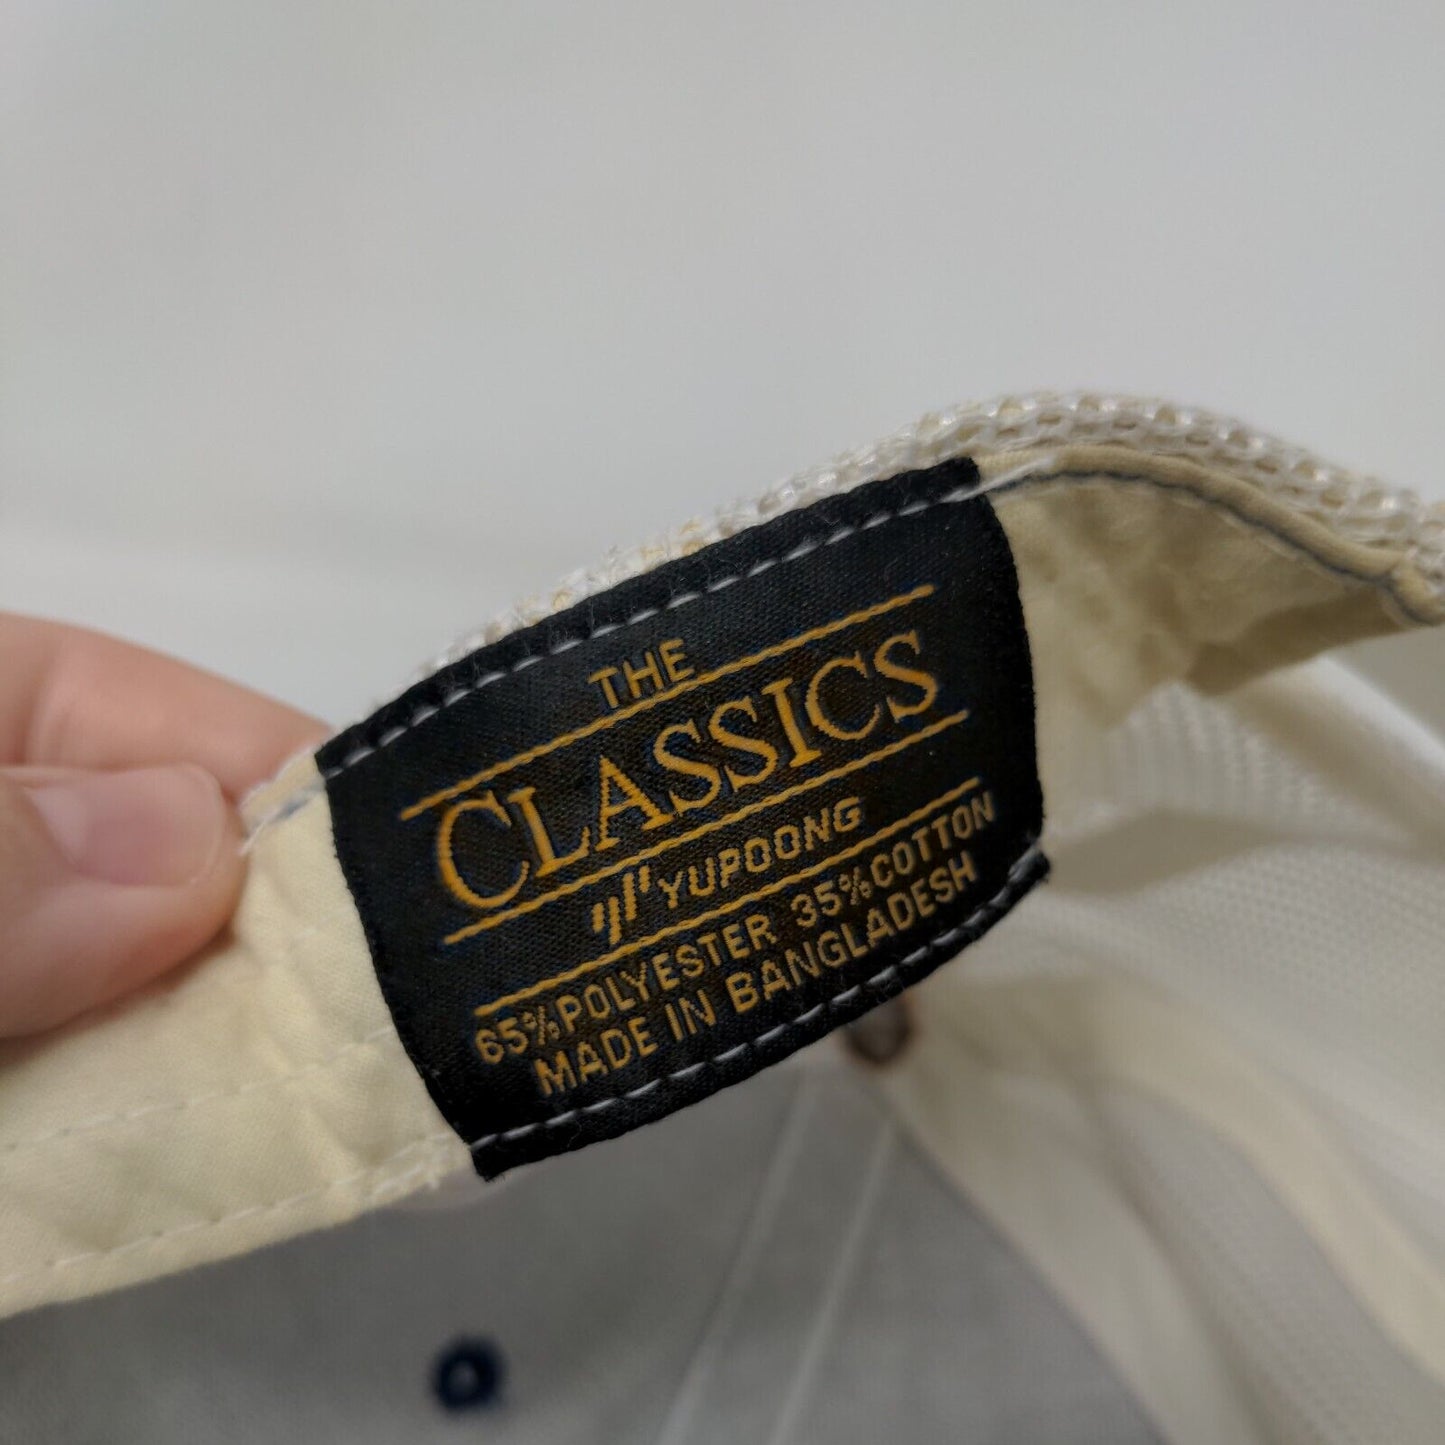 THE
CLASSICS
YUPOONG
65% POLYESTER 35% COTTON
MADE IN BANGLADESH